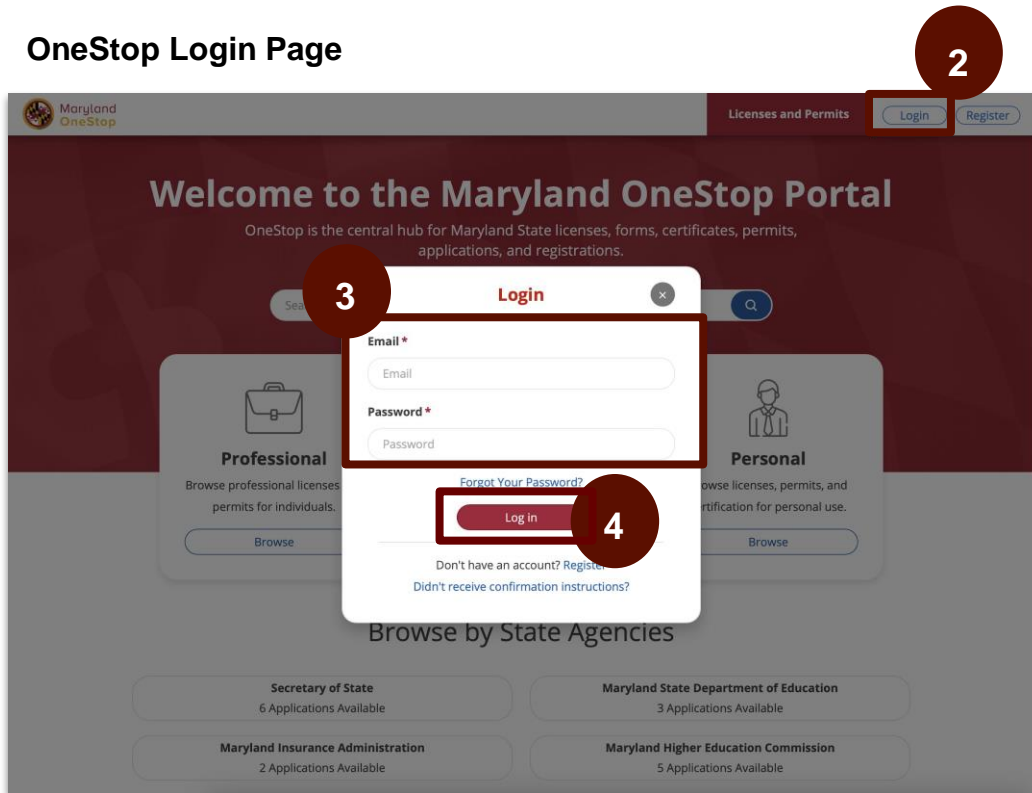 OneStop Login Page
2
Maryland
OneStop
Licenses and Permits
Login
Register
Welcome to the Maryland OneStop Portal
OneStop is the central hub for Maryland State licenses, forms, certificates, permits,
applications, and registrations.
3
Login
Email *
Email
Password *
Password
Forgot Your Password?
Log in
4
Don't have an account? Register
Didn't receive confirmation instructions?
Professional
Browse professional licenses
permits for individuals.
Browse
Personal
owse licenses, permits, and
rtification for personal use.
Browse
Browse by State Agencies
Secretary of State
6 Applications Available
Maryland State Department of Education
3 Applications Available
Maryland Insurance Administration
2 Applications Available
Maryland Higher Education Commission
5 Applications Available